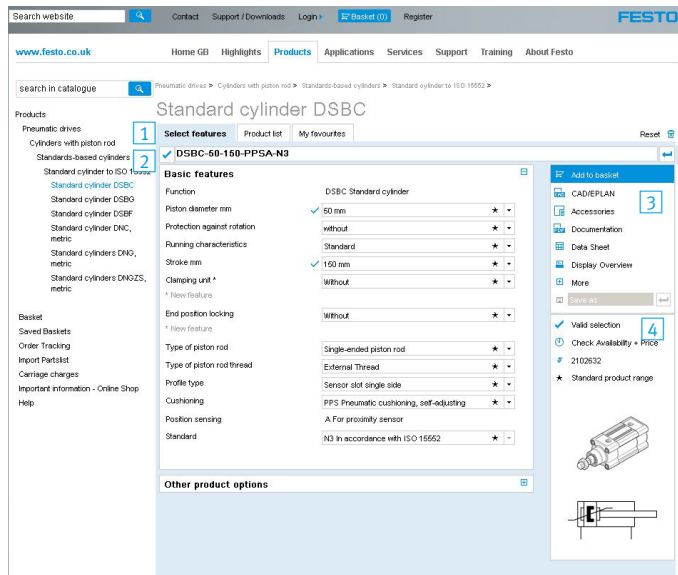 Search website
Contact Support / Downloads Login Basket (0) Register
FESTO
www.festo.co.uk
Home GB Highlights Products Applications Services Support Training About Festo
search in catalogue
Pneumatic drives > Cylinders with piston rod > Standards-based cylinders > Standard cylinder to ISO 15552 >
Standard cylinder DSBC
Products
Pneumatic drives
Cylinders with piston rod
Standards-based cylinders
Standard cylinder to ISO 15552
Standard cylinder DSBC
Standard cylinder DSBG
Standard cylinder DSBF
Standard cylinder DNC,
metric
Standard cylinders DNG,
metric
Standard cylinders DNGZS,
metric
Basket
Saved Baskets
Order Tracking
Import Partslist
Carriage charges
Important information - Online Shop
Help
1
2
Select features Product list My favourites Reset
DSBC-50-150-PPSA-N3
Basic features
Function DSBC Standard cylinder
Piston diameter mm 50 mm
Protection against rotation without
Running characteristics Standard
Stroke mm 150 mm
Clamping unit * Without
* New feature
End position locking Without
* New feature
Type of piston rod Single-ended piston rod
Type of piston rod thread External Thread
Profile type Sensor slot single side
Cushioning PPS Pneumatic cushioning, self-adjusting
Position sensing A For proximity sensor
Standard N3 In accordance with ISO 15552
Other product options
Add to basket
CAD/EPLAN
3
Accessories
Documentation
Data Sheet
Display Overview
More
Save as
Valid selection
4
Check Availability + Price
# 2102632
Standard product range